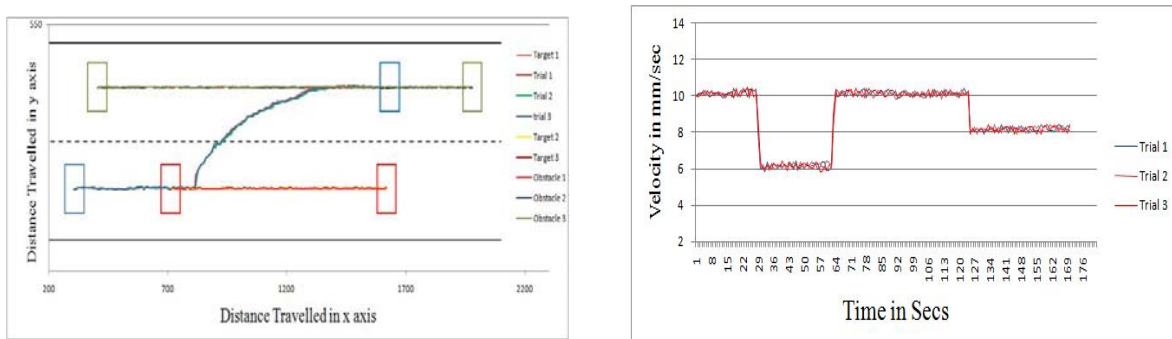 550
Distance Travelled in y axis
Target 1
Trial 1
Trial 2
trial 3
Target 2
Target 3
Obstacle 1
Obstacle 2
Obstacle 3
200 700 1200 1700 2200
Distance Travelled in x axis
Velocity in mm/sec
14
12
10
8
6
4
2
Trial 1
Trial 2
Trial 3
1 8 15 22 29 36 43 50 57 64 71 78 85 92 99 106 113 120 127 134 141 148 155 162 169 176
Time in Secs